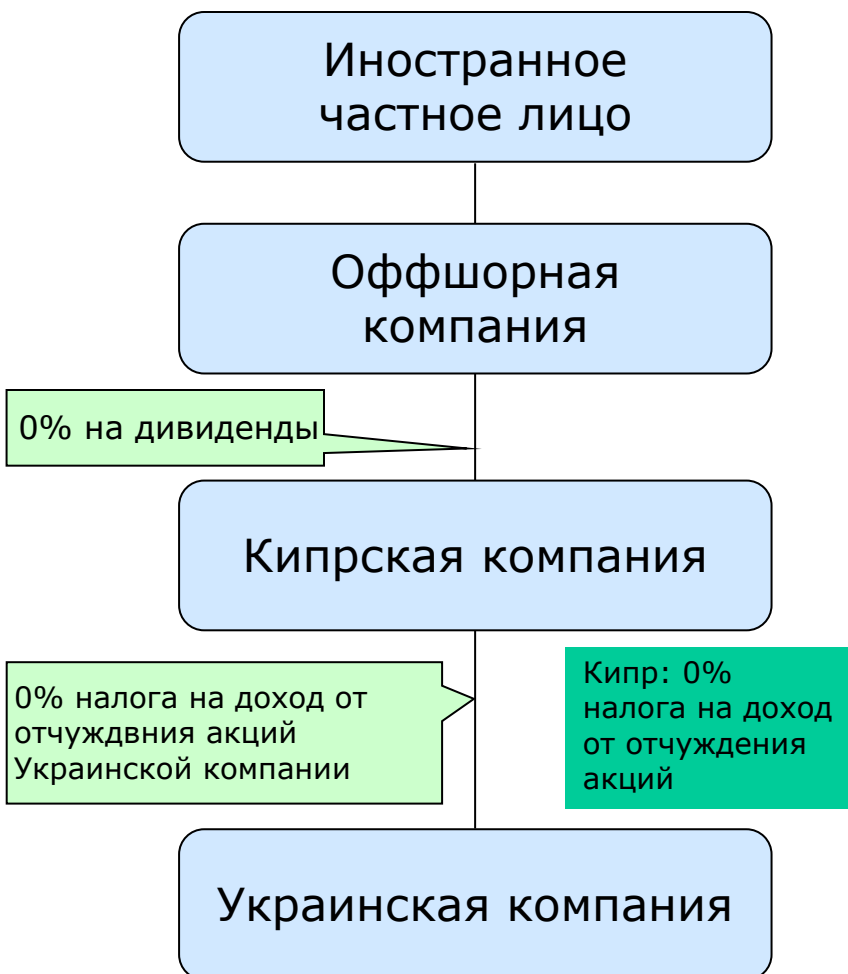 Иностранное
частное лицо
Оффшорная
компания
0% на дивиденды
Кипрская компания
0% налога на доход от
отчуждвния акций
Украинской компании
Кипр: 0%
налога на доход
от отчуждения
акций
Украинская компания